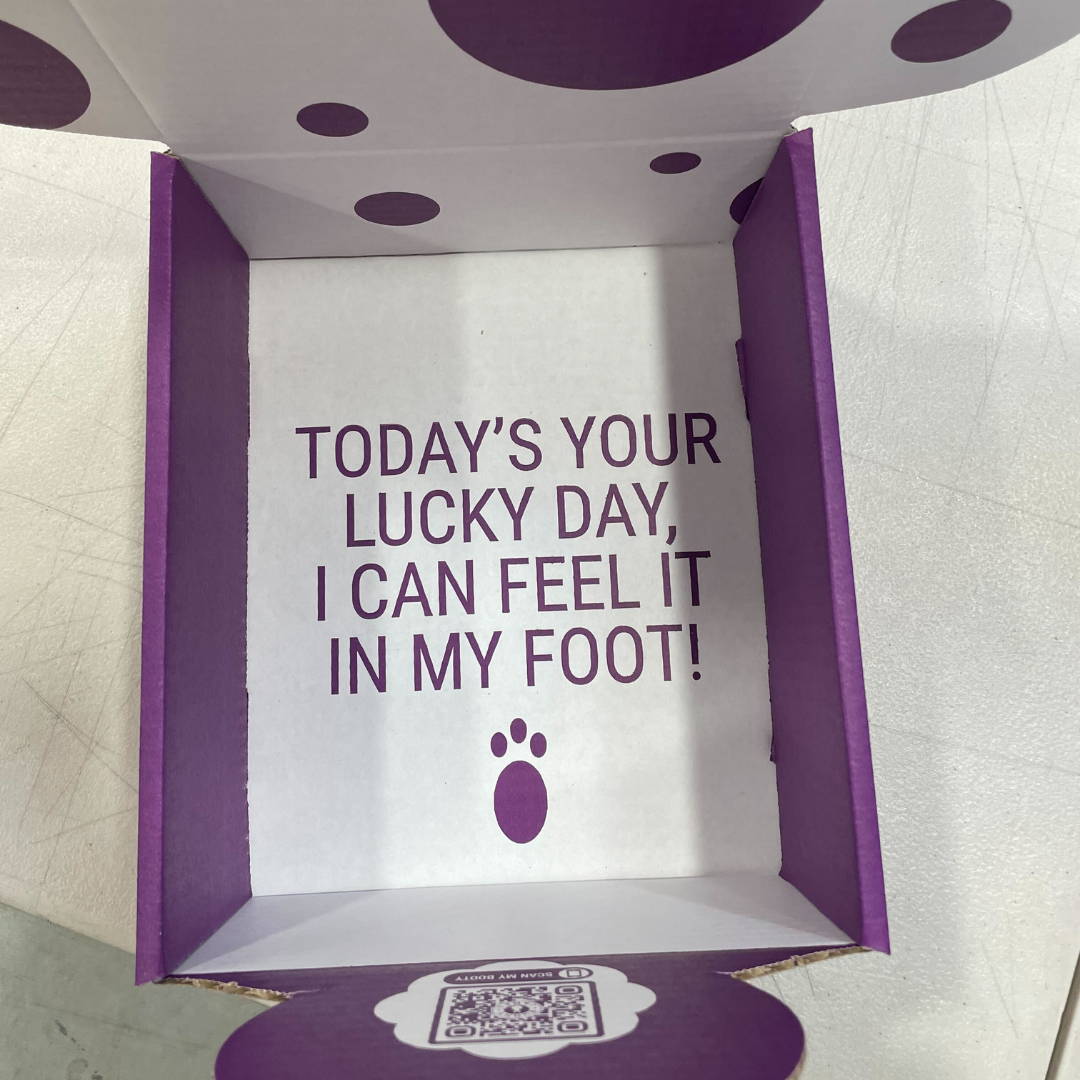 TODAY'S YOUR
LUCKY DAY,
I CAN FEEL IT
IN MY FOOT!
SCAN MY BOOTY